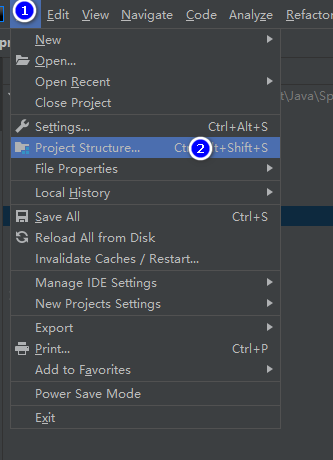 1 Edit View Navigate Code Analyze Refactor
New
Open...
t\Java\Sp
Open Recent
Close Project
Settings... Ctrl+Alt+S
Project Structure... 2 t+Shift+S
File Properties
Local History
Save All Ctrl+S
Reload All from Disk
Invalidate Caches / Restart...
Manage IDE Settings
New Projects Settings
Export
Print... Ctrl+P
Add to Favorites
Power Save Mode
Exit